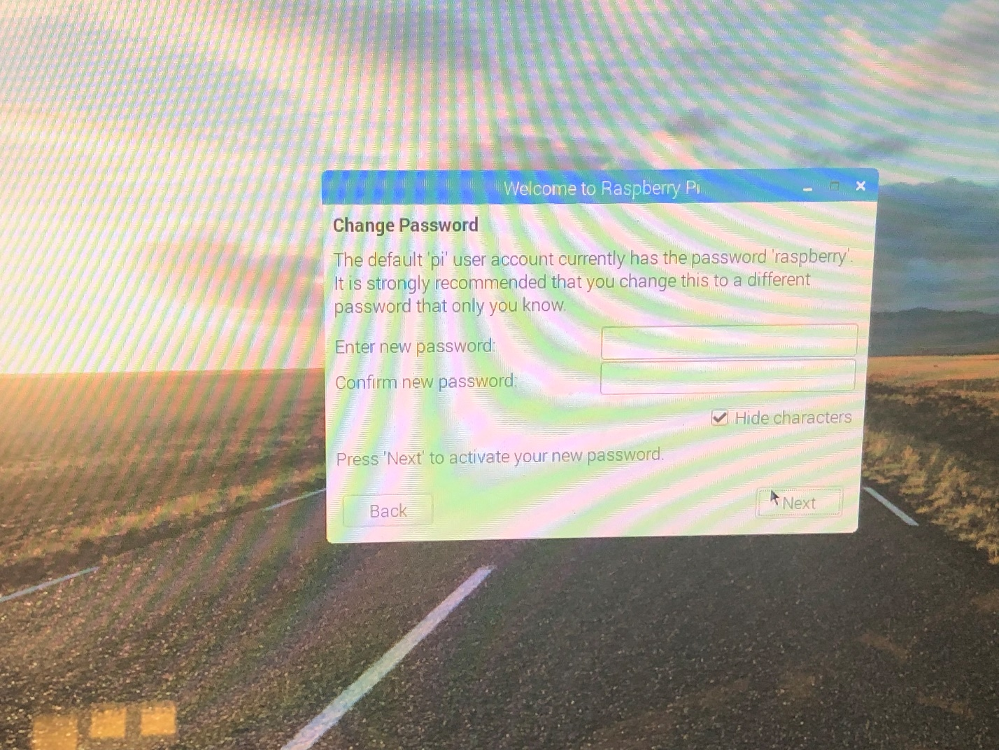 Welcome to Raspberry Pi
Change Password
The default 'pi' user account currently has the password 'raspberry'.
It is strongly recommended that you change this to a different
password that only you know.
Enter new password:
Confirm new password:
Hide characters
Press 'Next' to activate your new password.
Back
Next